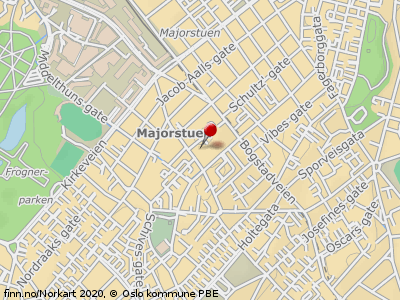 Majorstuen
Jacob-Aalls gate
Middelthuns gate
Schultz. gate
Fagerborggata
Vibes gate
Majorstue
Bogstadveien
Sporveisgata
Kirkeveien
Frogner-
parken
Schives gate
Holtegata
Josefines gate
Oscars gate
Nordraaks gate
finn.no/Norkart 2020, © Oslo kommune PBE